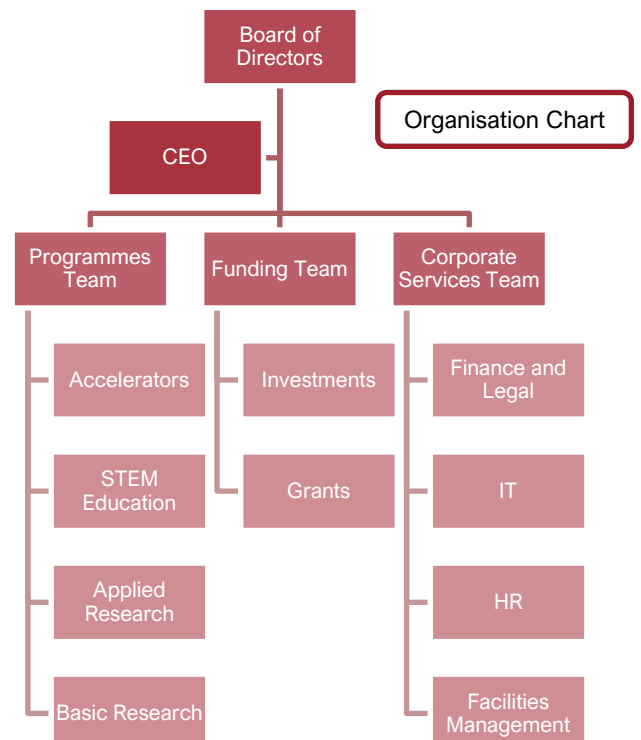 Board of
Directors
Organisation Chart
CEO
Programmes
Team
Funding Team
Corporate
Services Team
Accelerators
Investments
Finance and
Legal
STEM
Education
Grants
IT
Applied
Research
HR
Basic Research
Facilities
Management